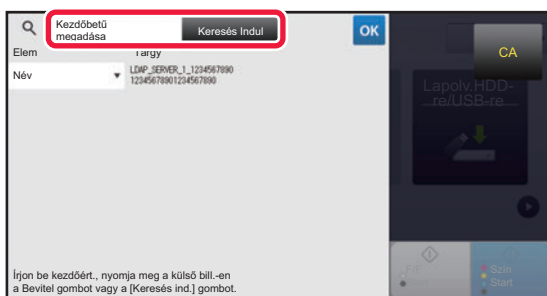 Kezdőbetű
megadása
Keresés Indul
OK
CA
Elem
Tárgy
Név
LDAP_SERVER_1_1234567890
12345678901234567890
Lapolv.HDD-
re/USB-re
Szín
Start
Írjon be kezdőért., nyomja meg a külső bill.-en
a Bevitel gombot vagy a [Keresés ind.] gombot.